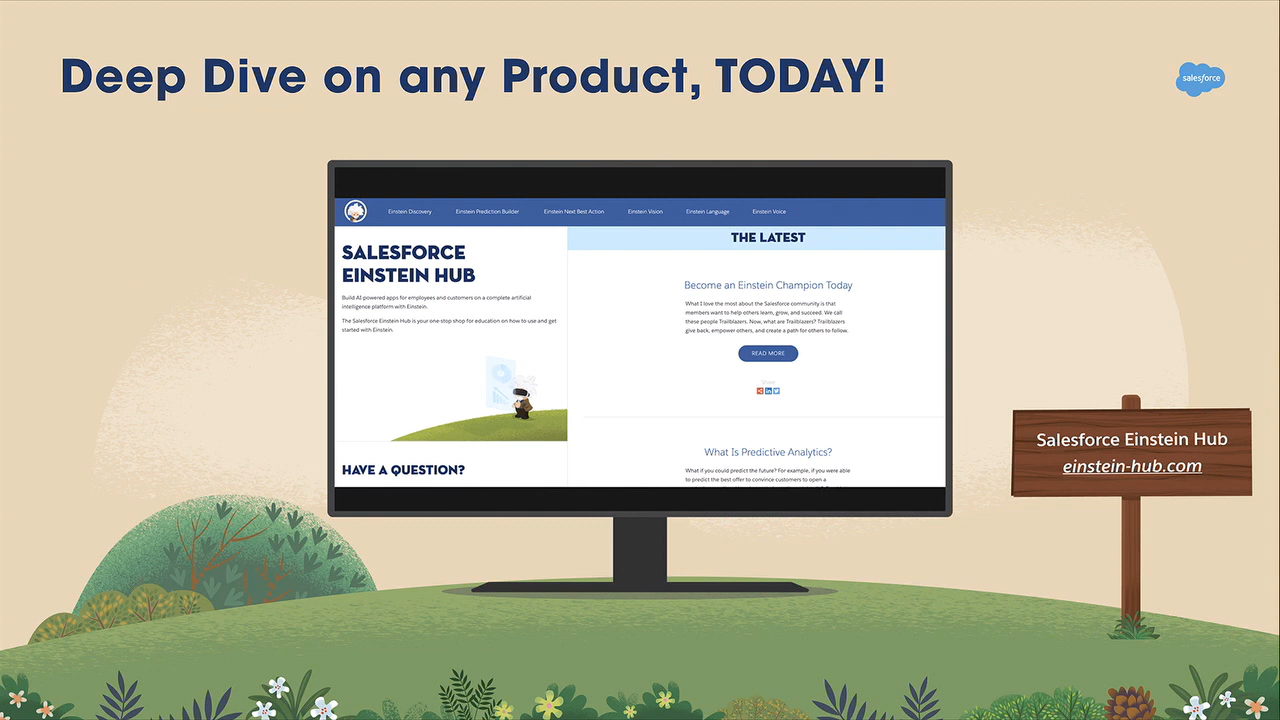 Deep Dive on any Product, TODAY!
salesforce
Einstein Discovery
Einstein Prediction Builder
Einstein Next Best Action
Einstein Vision
Einstein Language
Einstein Voice
SALESFORCE
EINSTEIN HUB
Build AI-powered apps for employees and customers on a complete artificial
intelligence platform with Einstein.
The Salesforce Einstein Hub is your one-stop shop for education on how to use and get
started with Einstein.
HAVE A QUESTION?
THE LATEST
Become an Einstein Champion Today
What I love the most about the Salesforce community is that
members want to help others learn, grow, and succeed. We call
these people Trailblazers. Now, what are Trailblazers? Trailblazers
give back, empower others, and create a path for others to follow.
READ MORE
Share
What Is Predictive Analytics?
What if you could predict the future? For example, if you were able
to predict the best offer to convince customers to open a
Salesforce Einstein Hub
einstein-hub.com